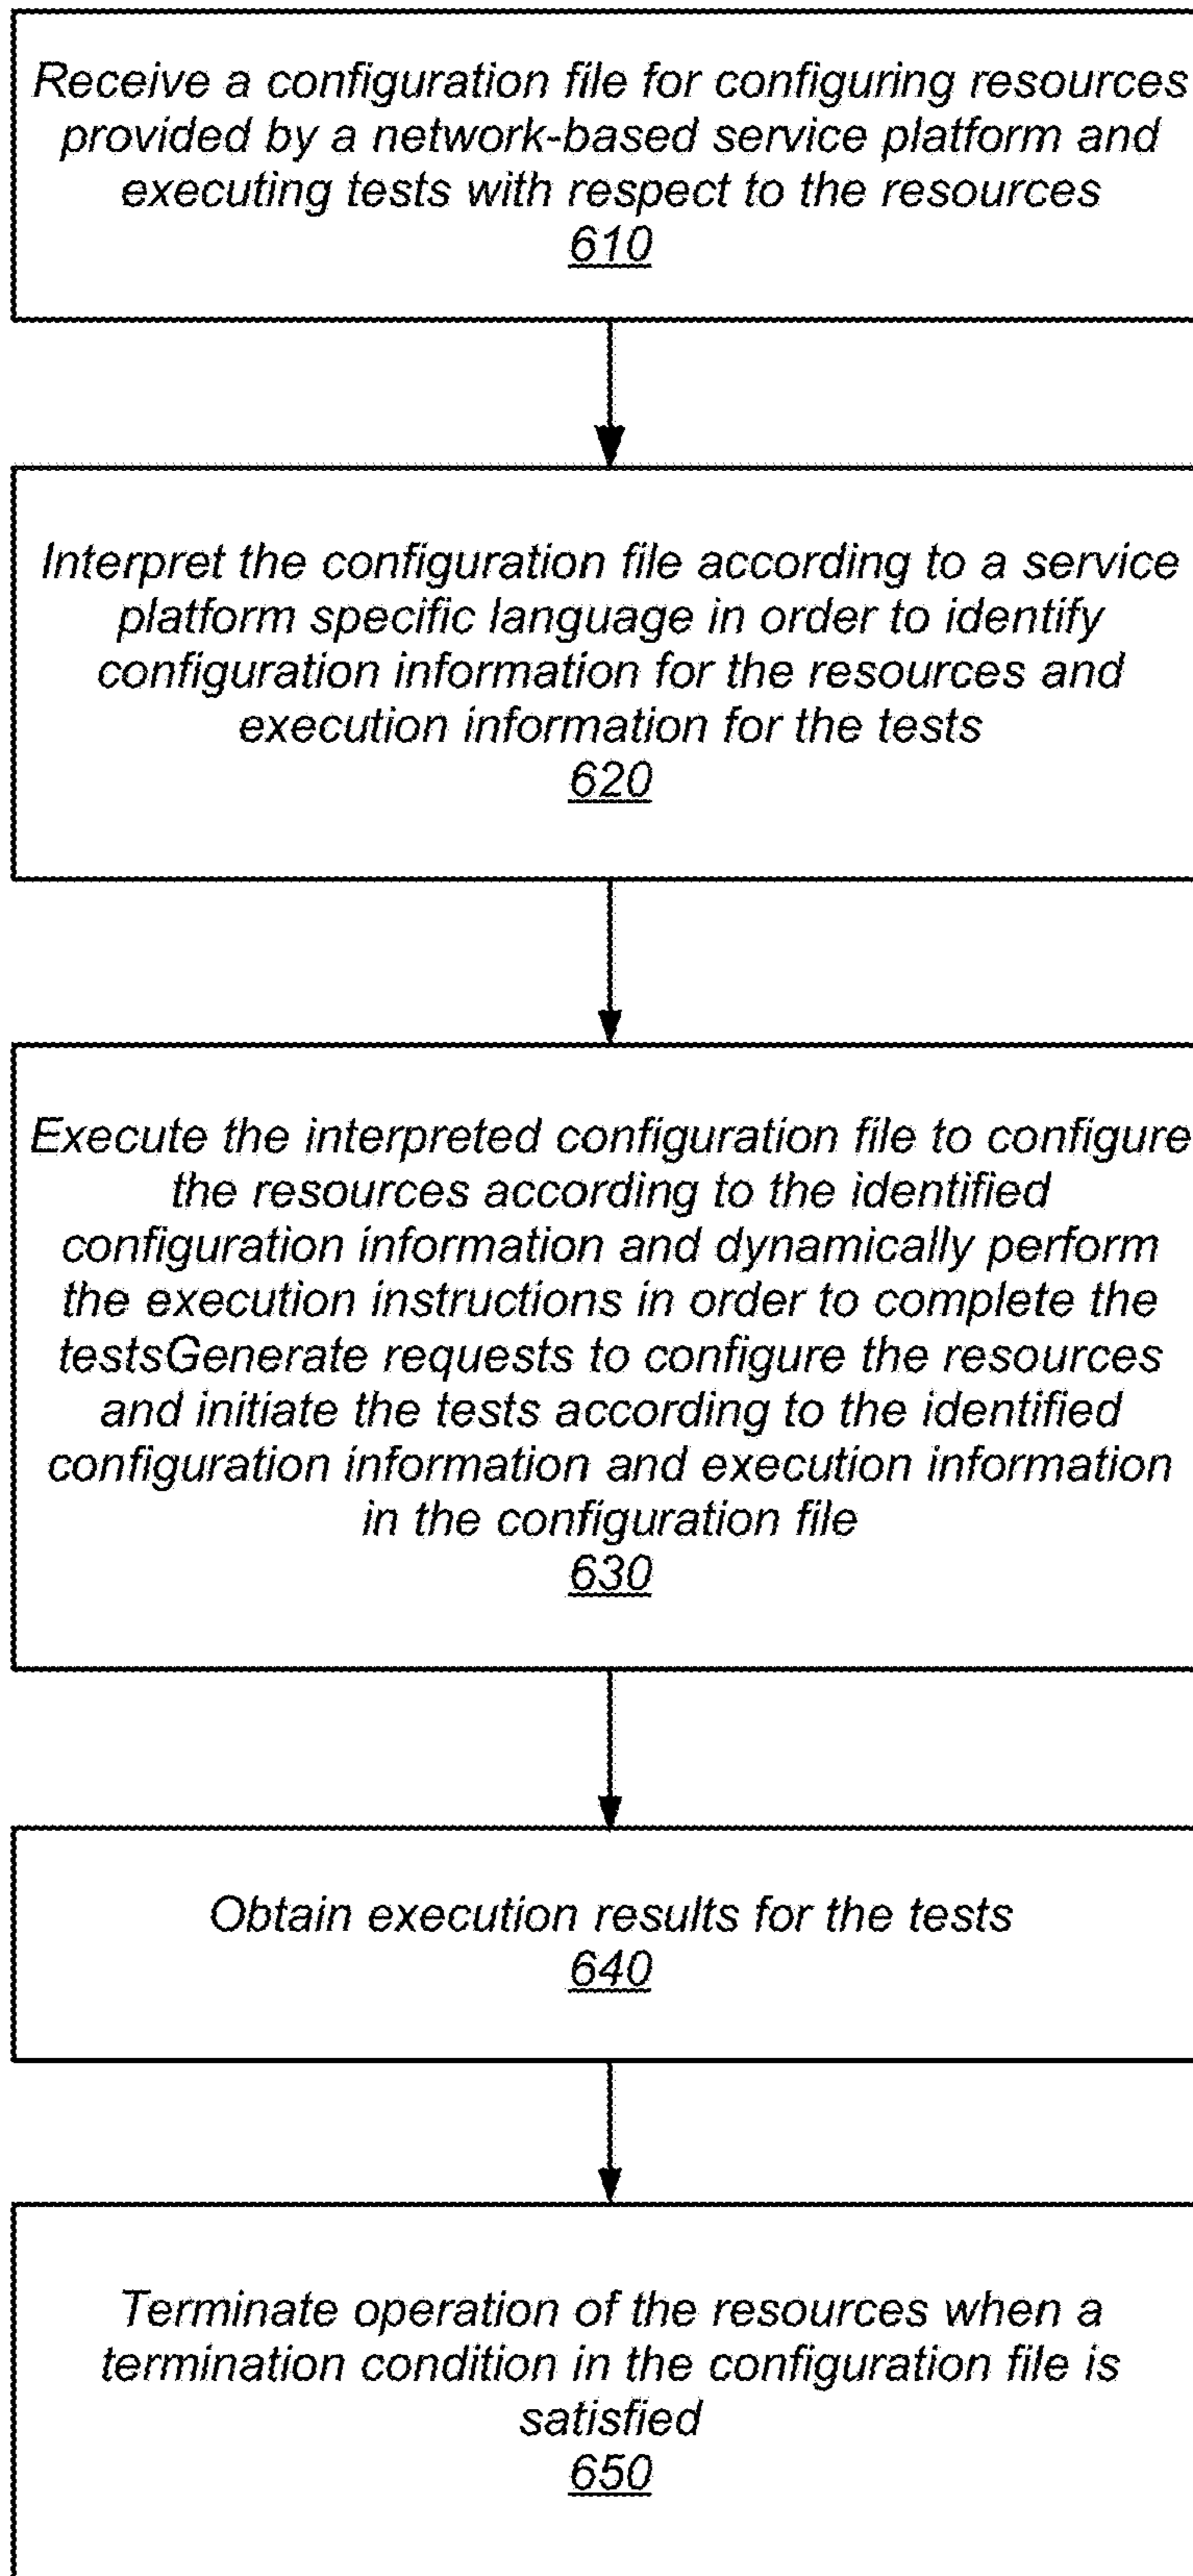 Receive a configuration file for configuring resources
provided by a network-based service platform and
executing tests with respect to the resources
610
Interpret the configuration file according to a service
platform specific language in order to identify
configuration information for the resources and
execution information for the tests
620
Execute the interpreted configuration file to configure
the resources according to the identified
configuration information and dynamically perform
the execution instructions in order to complete the
testsGenerate requests to configure the resources
and initiate the tests according to the identified
configuration information and execution information
in the configuration file
630
Obtain execution results for the tests
640
Terminate operation of the resources when a
termination condition in the configuration file is
satisfied
650